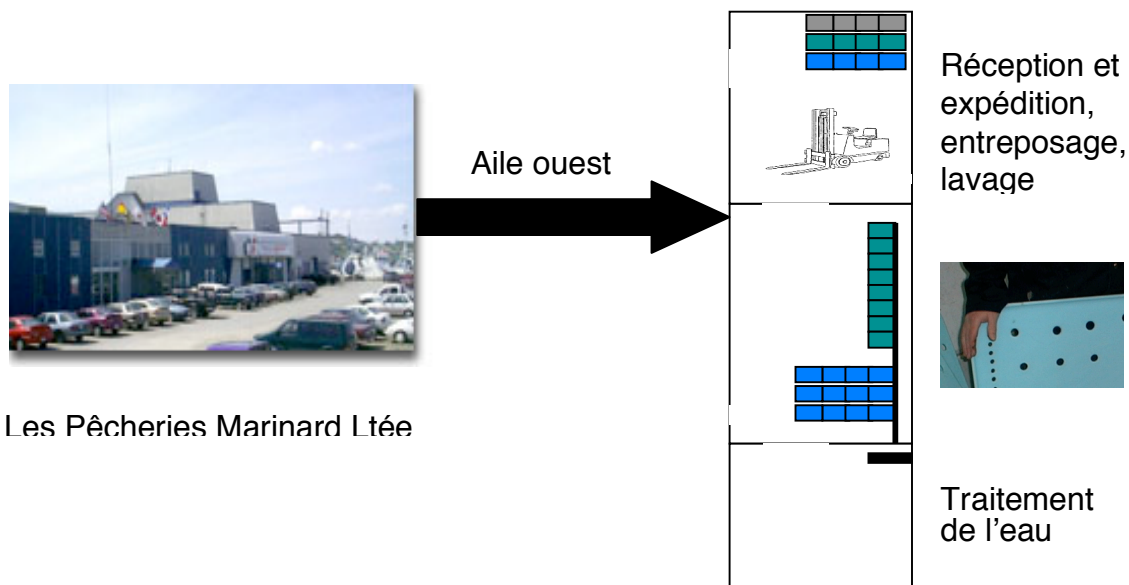 Aile ouest
Les Pêcheries Marinard Ltée
Réception et
expédition,
entreposage,
lavage
Traitement
de l'eau